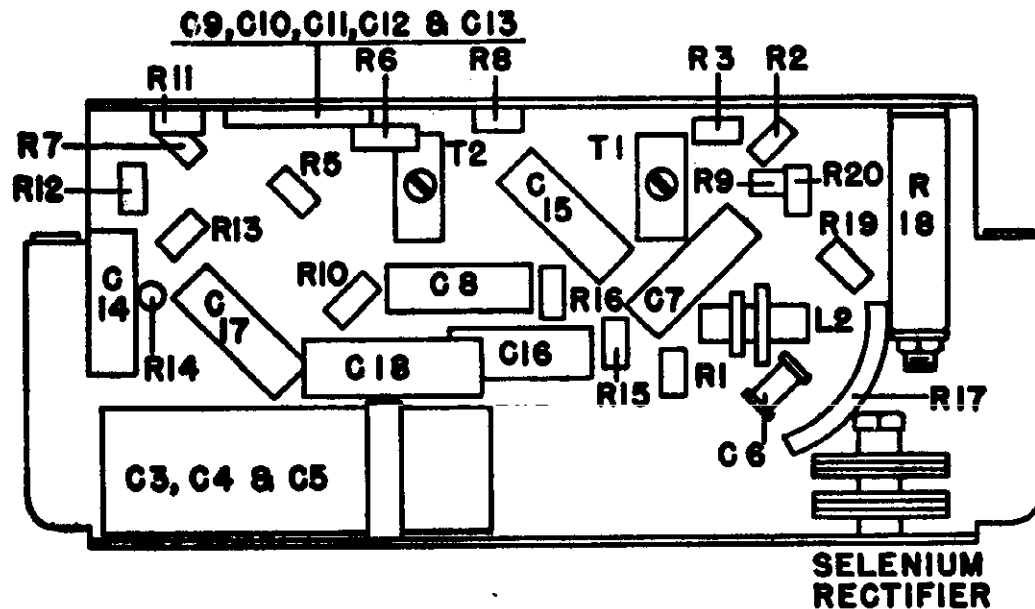 C9, C10, C11, C12 & C13
R6
R8
R3
R2
R11
R7
R12
R5
T2
T1
C
15
R9
R20
R
18
R13
R19
C
14
R10
C8
R16
C7
L2
C
17
R14
C18
C16
R15
R1
R17
C6
C3, C4 & C5
SELENIUM
RECTIFIER